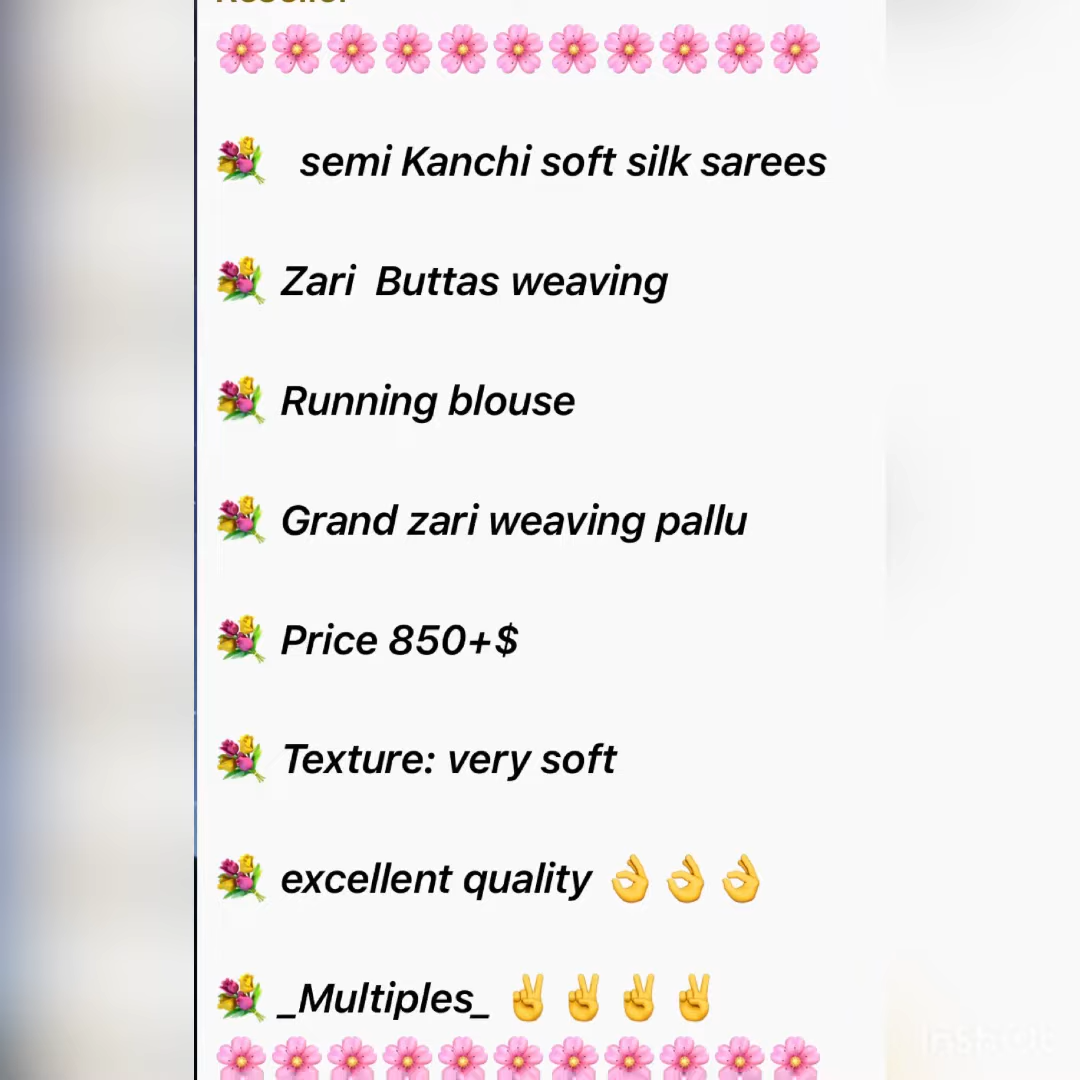 🌸🌸🌸🌸🌸🌸🌸🌸🌸🌸🌸
💐 semi Kanchi soft silk sarees
💐 Zari Buttas weaving
💐 Running blouse
💐 Grand zari weaving pallu
💐 Price 850+$
💐 Texture: very soft
💐 excellent quality 👌👌👌
💐 _Multiples_ ✌✌✌✌
🌸🌸🌸🌸🌸🌸🌸🌸🌸🌸🌸